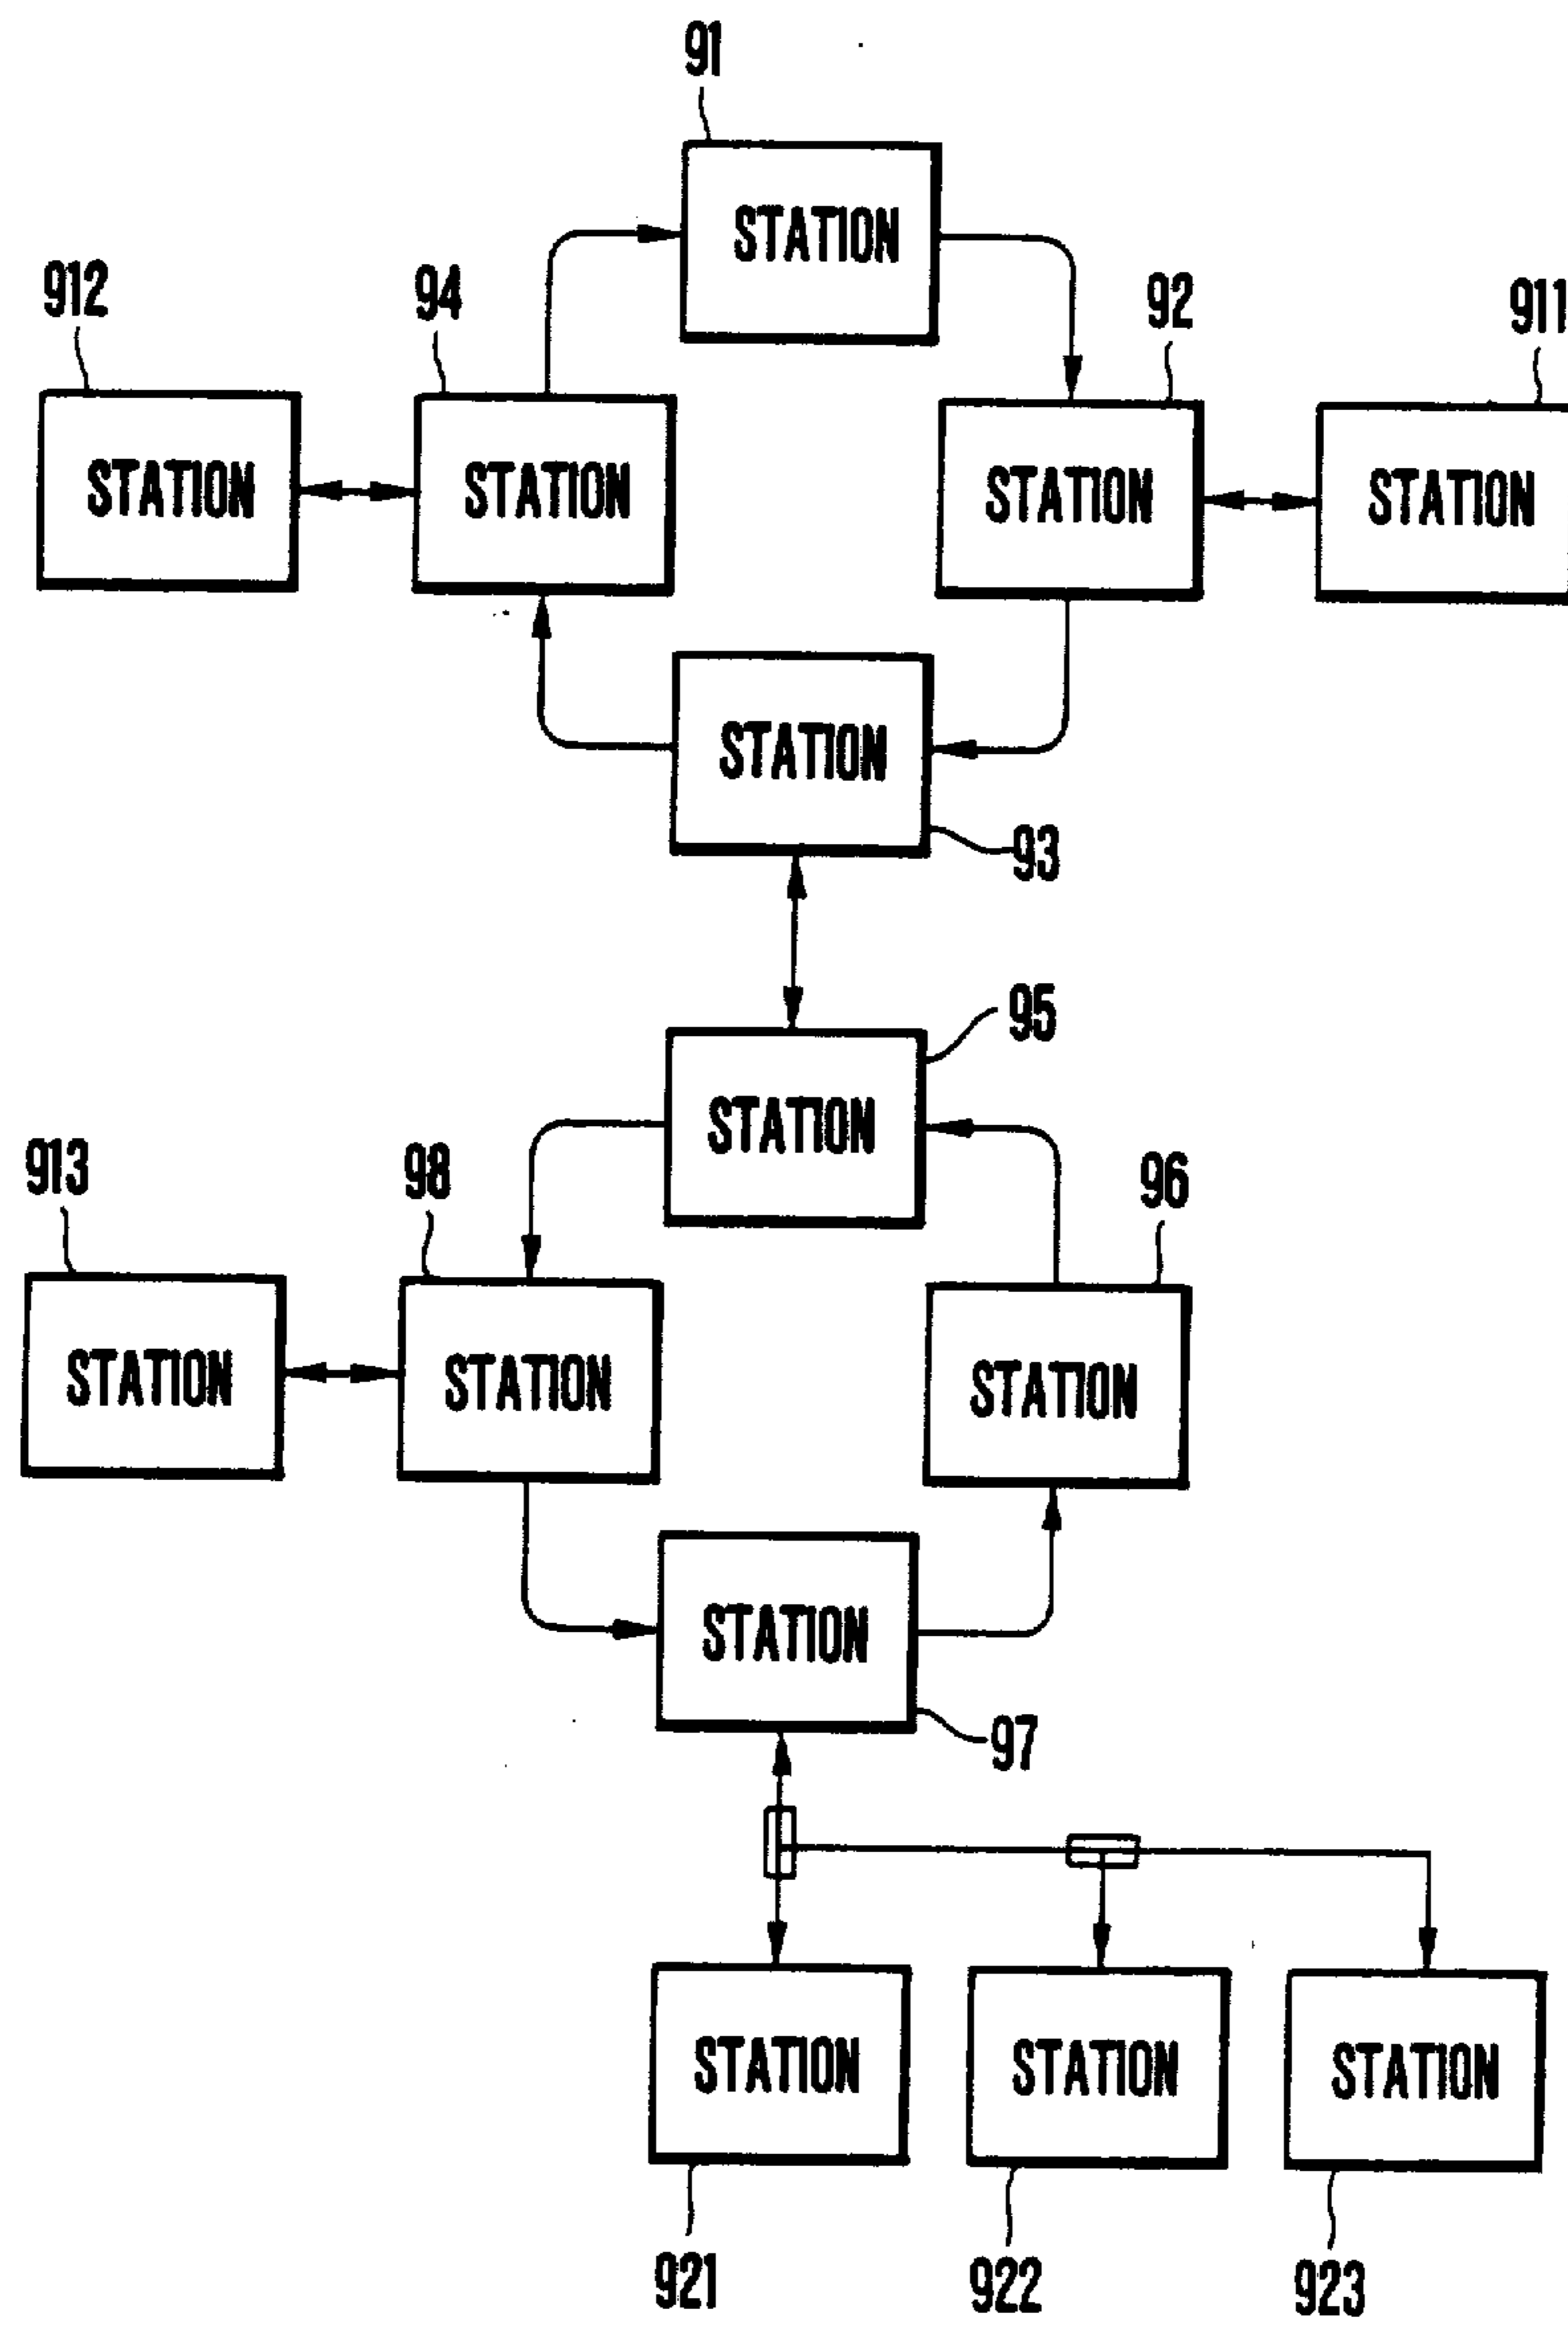 91
912
94
92
911
STATION
STATION
STATION
STATION
STATION
STATION
93
95
STATION
913
98
96
STATION
STATION
STATION
STATION
97
STATION
STATION
STATION
921
922
923